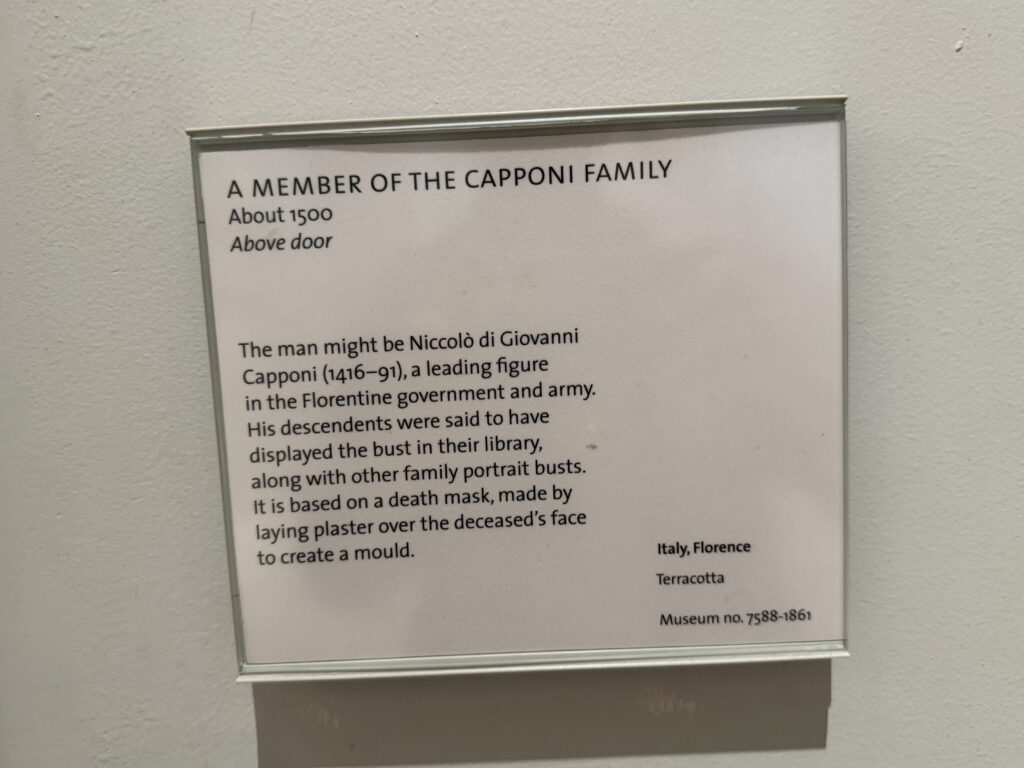 A MEMBER OF THE CAPPONI FAMILY
About 1500
Above door
The man might be Niccolò di Giovanni
Capponi (1416–91), a leading figure
in the Florentine government and army.
His descendents were said to have
displayed the bust in their library,
along with other family portrait busts.
It is based on a death mask, made by
laying plaster over the deceased's face
to create a mould.
Italy, Florence
Terracotta
Museum no. 7588-1861